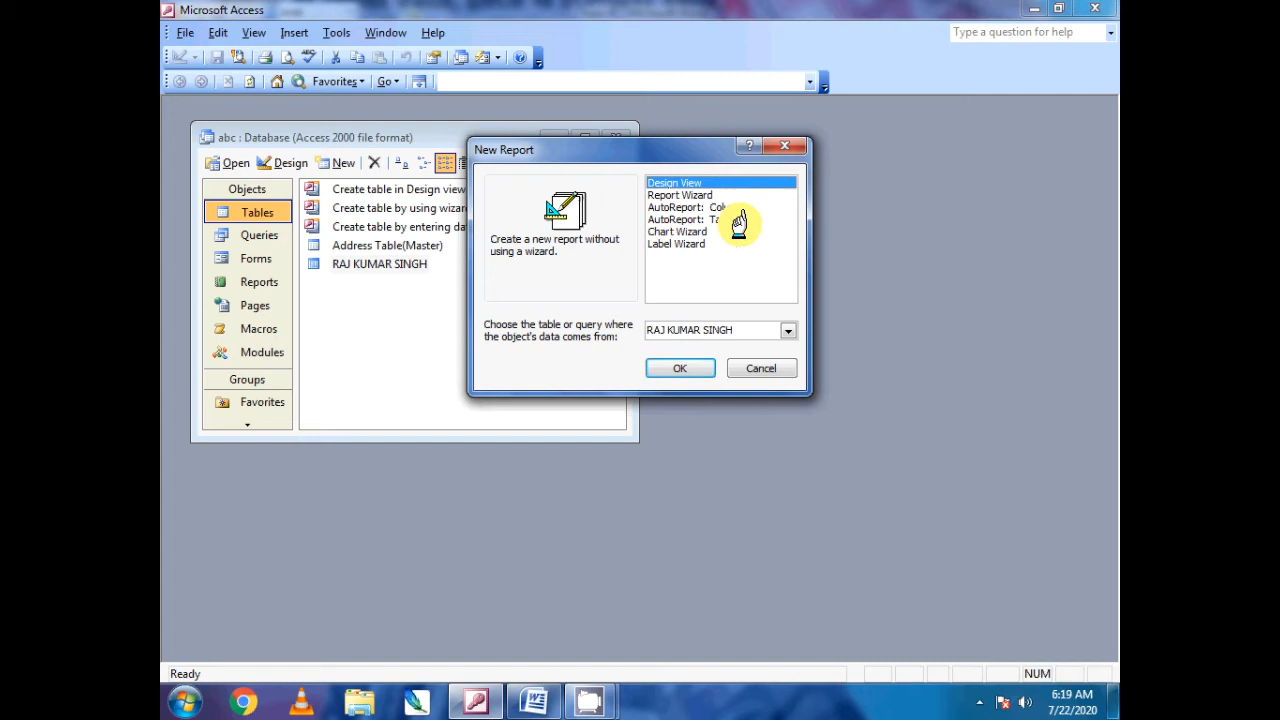 Microsoft Access
File Edit View Insert Tools Window Help
Type a question for help
Favorites Go
abc : Database (Access 2000 file format)
Open Design New
Objects
Tables
Queries
Forms
Reports
Pages
Macros
Modules
Groups
Favorites
Create table in Design view
Create table by using
Create table by entering
Address Table(Master)
RAJ KUMAR SINGH
New Report
Create a new report without
using a wizard.
Design View
Report Wizard
AutoReport:
AutoReport:
Chart Wizard
Label Wizard
Choose the table or query where
the object's data comes from:
RAJ KUMAR SINGH
OK Cancel
Ready
NUM
6:19 AM
7/22/2020